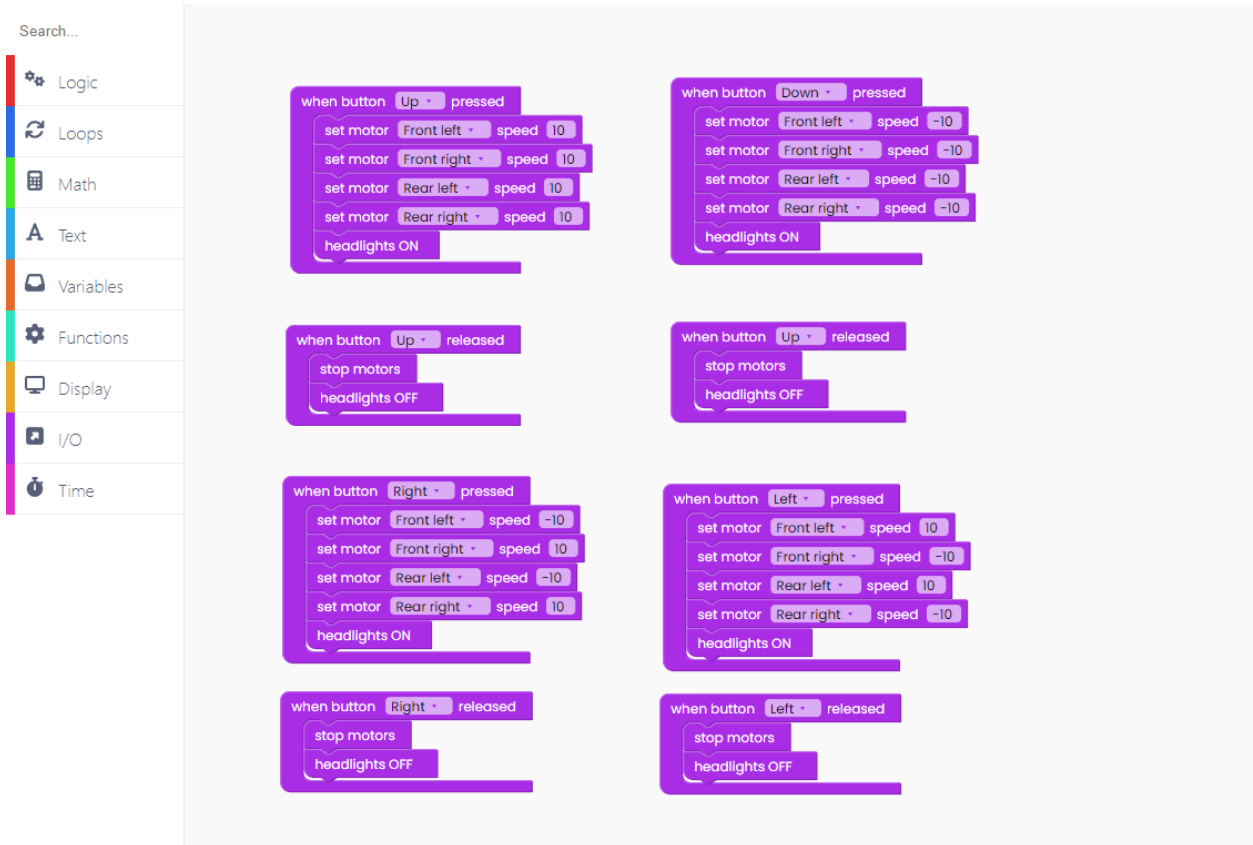 Search...
Logic
Loops
Math
Text
Variables
Functions
Display
I/O
Time
when button Up pressed
set motor Front left speed 10
set motor Front right speed 10
set motor Rear left speed 10
set motor Rear right speed 10
headlights ON
when button Down pressed
set motor Front left speed -10
set motor Front right speed -10
set motor Rear left speed -10
set motor Rear right speed -10
headlights ON
when button Up released
stop motors
headlights OFF
when button Up released
stop motors
headlights OFF
when button Right pressed
set motor Front left speed -10
set motor Front right speed 10
set motor Rear left speed -10
set motor Rear right speed 10
headlights ON
when button Left pressed
set motor Front left speed 10
set motor Front right speed -10
set motor Rear left speed 10
set motor Rear right speed -10
headlights ON
when button Right released
stop motors
headlights OFF
when button Left released
stop motors
headlights OFF